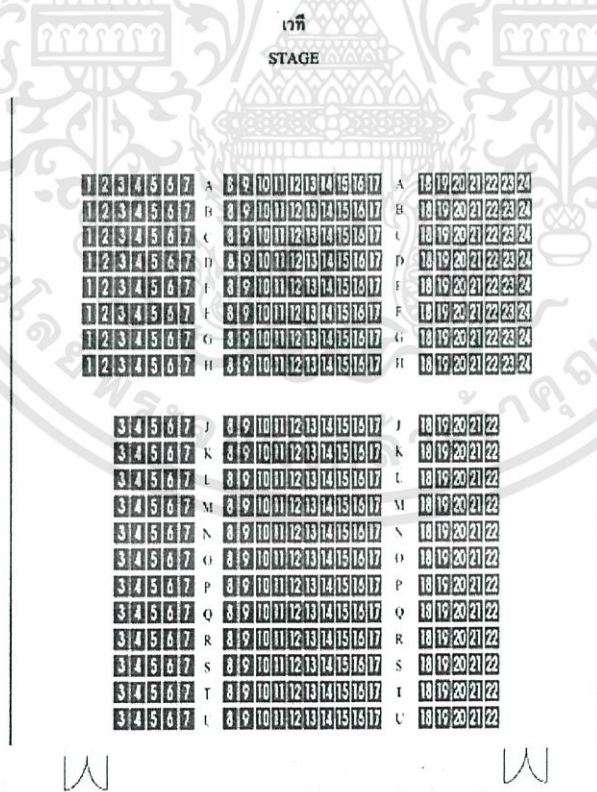 เวที
STAGE
1 2 3 4 5 6 7 A 8 9 10 11 12 13 14 15 16 17 A 18 19 20 21 22 23 24
1 2 3 4 5 6 7 B 8 9 10 11 12 13 14 15 16 17 B 18 19 20 21 22 23 24
1 2 3 4 5 6 7 C 8 9 10 11 12 13 14 15 16 17 C 18 19 20 21 22 23 24
1 2 3 4 5 6 7 D 8 9 10 11 12 13 14 15 16 17 D 18 19 20 21 22 23 24
1 2 3 4 5 6 7 E 8 9 10 11 12 13 14 15 16 17 E 18 19 20 21 22 23 24
1 2 3 4 5 6 7 F 8 9 10 11 12 13 14 15 16 17 F 18 19 20 21 22 23 24
1 2 3 4 5 6 7 G 8 9 10 11 12 13 14 15 16 17 G 18 19 20 21 22 23 24
1 2 3 4 5 6 7 H 8 9 10 11 12 13 14 15 16 17 H 18 19 20 21 22 23 24
3 4 5 6 7 J 8 9 10 11 12 13 14 15 16 17 J 18 19 20 21 22
3 4 5 6 7 K 8 9 10 11 12 13 14 15 16 17 K 18 19 20 21 22
3 4 5 6 7 L 8 9 10 11 12 13 14 15 16 17 L 18 19 20 21 22
3 4 5 6 7 M 8 9 10 11 12 13 14 15 16 17 M 18 19 20 21 22
3 4 5 6 7 N 8 9 10 11 12 13 14 15 16 17 N 18 19 20 21 22
3 4 5 6 7 O 8 9 10 11 12 13 14 15 16 17 O 18 19 20 21 22
3 4 5 6 7 P 8 9 10 11 12 13 14 15 16 17 P 18 19 20 21 22
3 4 5 6 7 Q 8 9 10 11 12 13 14 15 16 17 Q 18 19 20 21 22
3 4 5 6 7 R 8 9 10 11 12 13 14 15 16 17 R 18 19 20 21 22
3 4 5 6 7 S 8 9 10 11 12 13 14 15 16 17 S 18 19 20 21 22
3 4 5 6 7 T 8 9 10 11 12 13 14 15 16 17 T 18 19 20 21 22
3 4 5 6 7 U 8 9 10 11 12 13 14 15 16 17 U 18 19 20 21 22